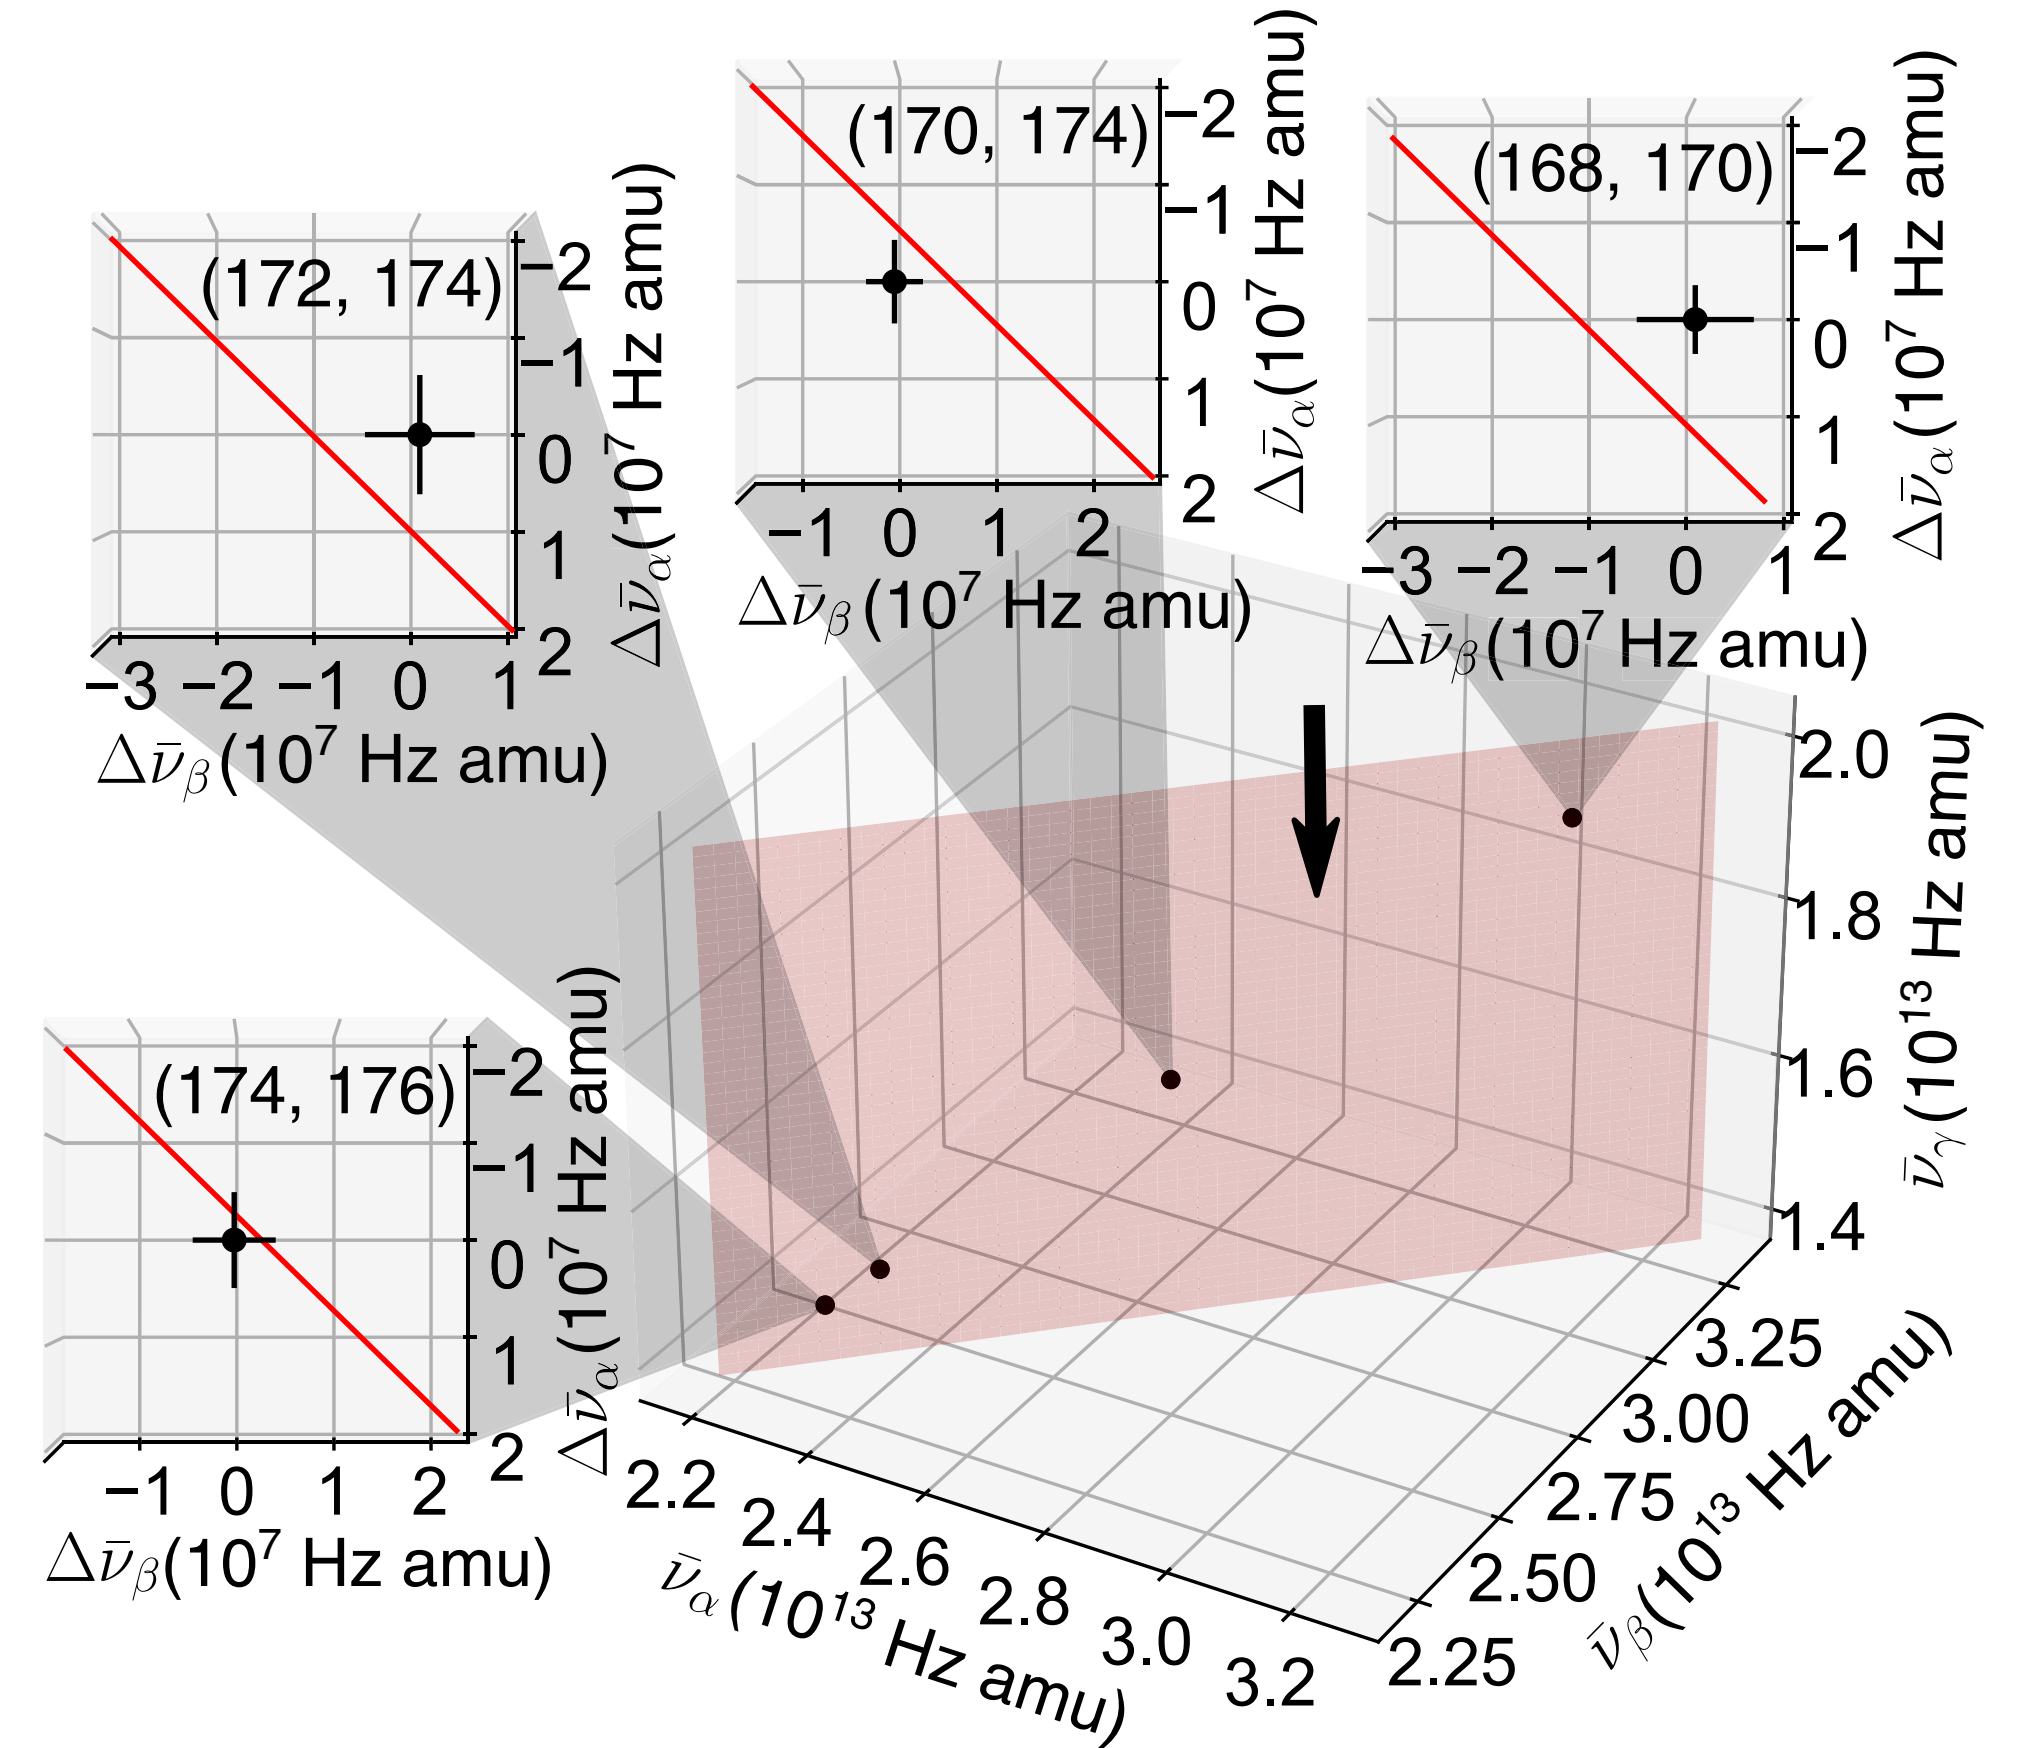 (170, 174)
−2
−1
0
1
2
Δν̄α(10⁷ Hz amu)
−1 0 1 2
Δν̄β(10⁷ Hz amu)
(168, 170)
−2
−1
0
1
2
Δν̄α(10⁷ Hz amu)
−3 −2 −1 0 1
Δν̄β(10⁷ Hz amu)
(172, 174)
−2
−1
0
1
2
Δν̄α(10⁷ Hz amu)
−3 −2 −1 0 1
Δν̄β(10⁷ Hz amu)
(174, 176)
−2
−1
0
1
2
Δν̄α(10⁷ Hz amu)
−1 0 1 2
Δν̄β(10⁷ Hz amu)
2.0
1.8
1.6
1.4
ν̄γ(10¹³ Hz amu)
3.25
3.00
2.75
2.50
2.25
ν̄β(10¹³ Hz amu)
2.2 2.4 2.6 2.8 3.0 3.2
ν̄α(10¹³ Hz amu)